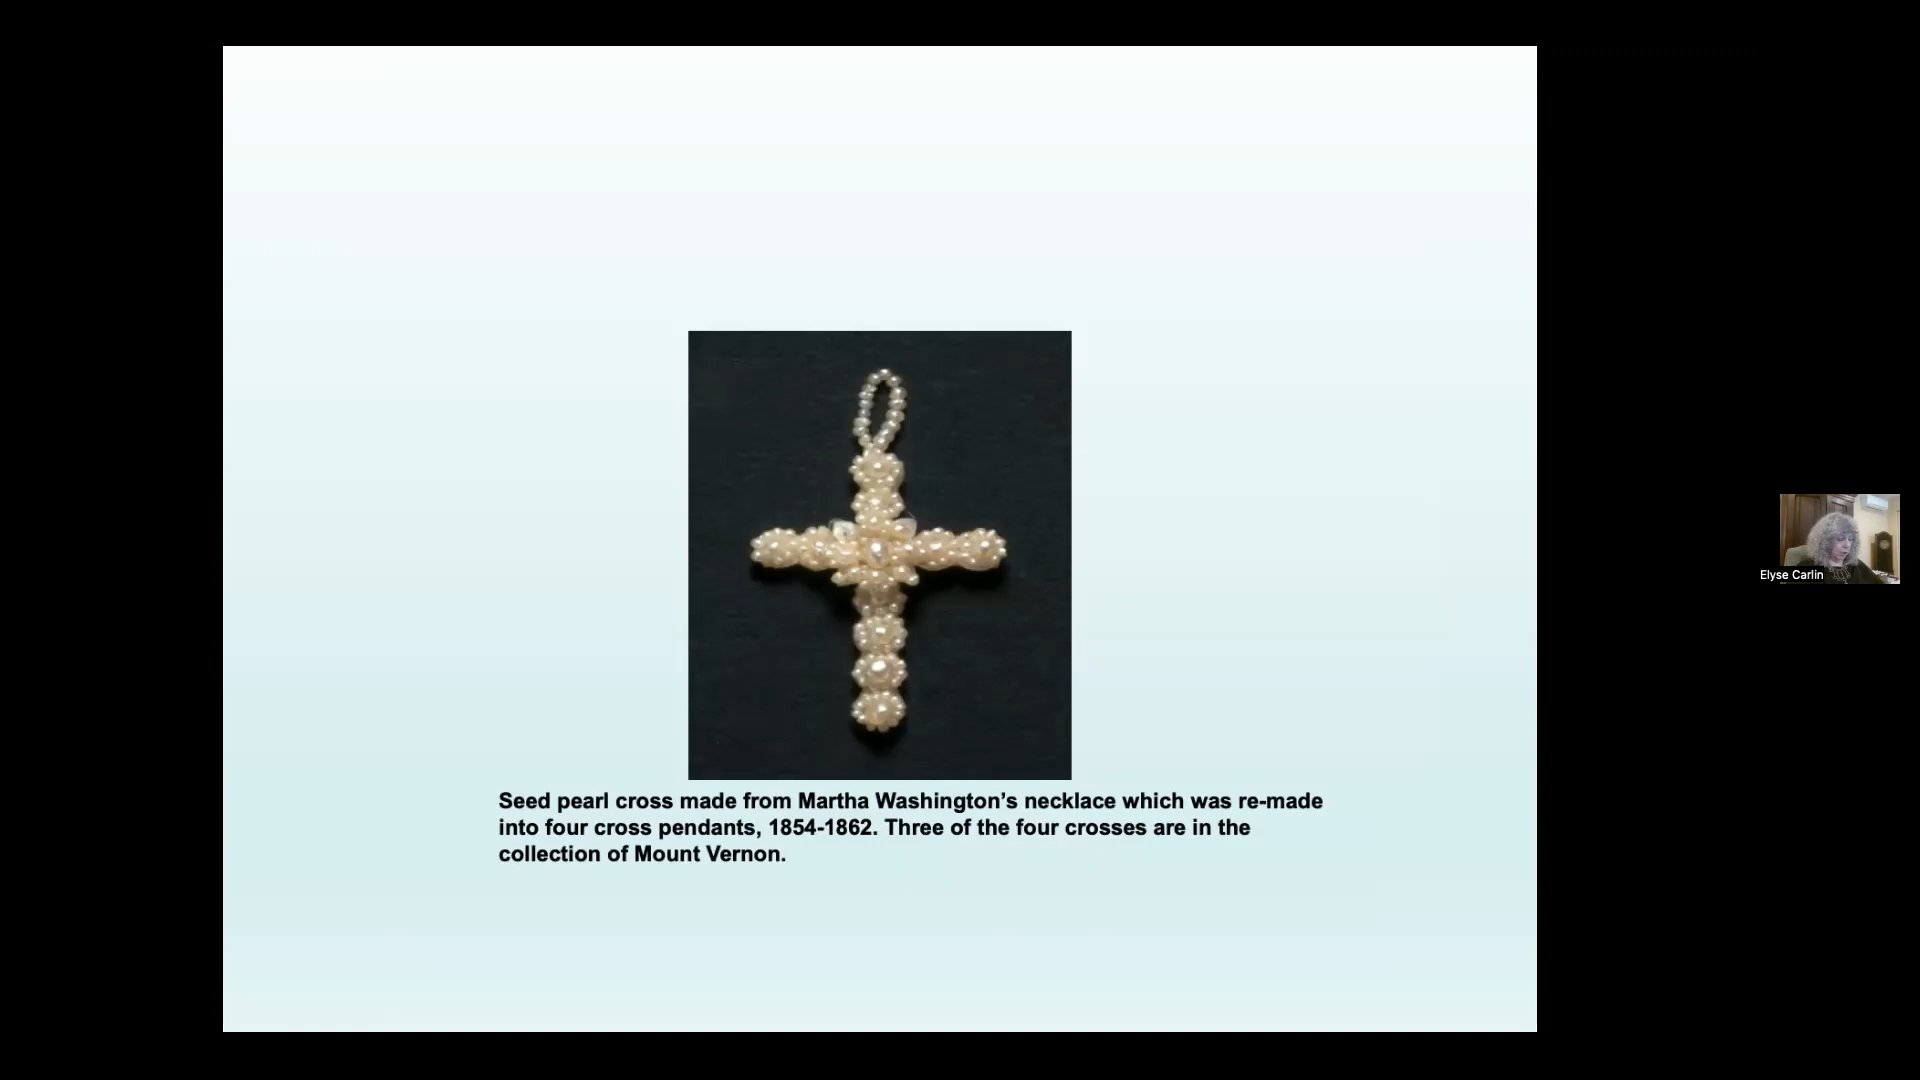 Seed pearl cross made from Martha Washington’s necklace which was re-made
into four cross pendants, 1854-1862. Three of the four crosses are in the
collection of Mount Vernon.
Elyse Carlin